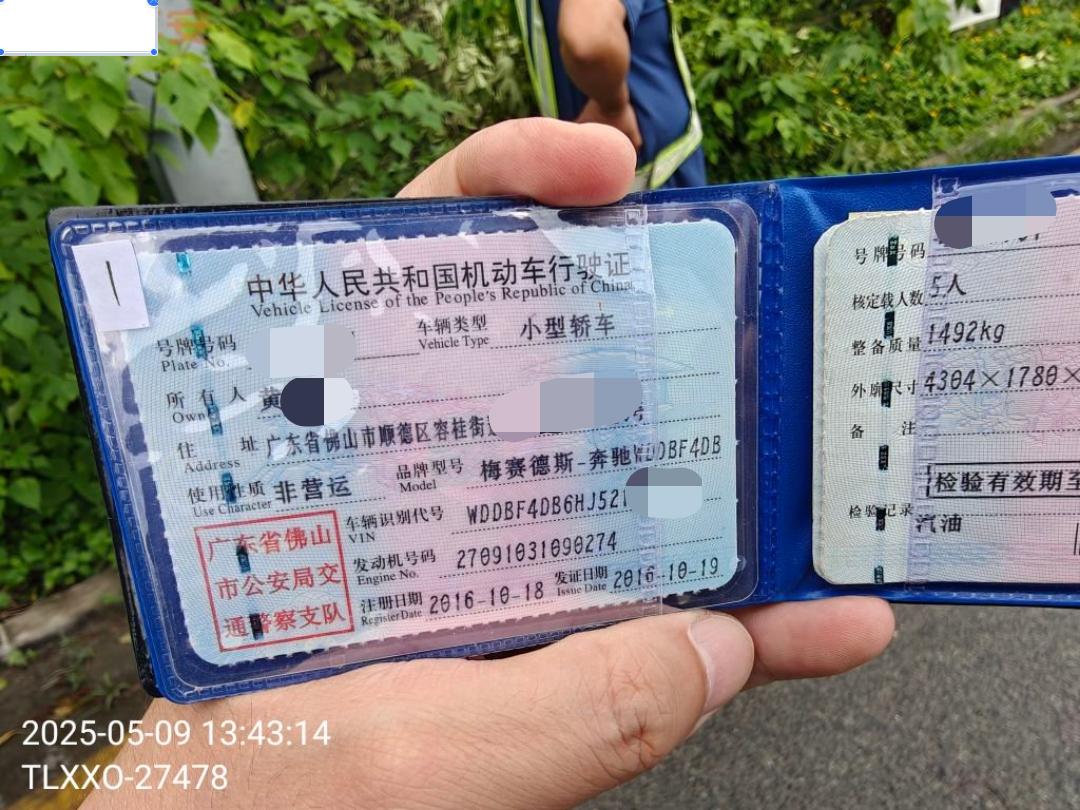 中华人民共和国机动车行驶证
Vehicle License of the People's Republic of China
号牌号码
Plate No.
车辆类型 小型轿车
Vehicle Type
所有人 黄
Owner
住址 广东省佛山市顺德区容桂街 号
Address
使用性质 非营运
Use Character
品牌型号 梅赛德斯-奔驰WDDBF4DB
Model
车辆识别代号 WDDBF4DB6HJ521
VIN
发动机号码 27091031090274
Engine No.
注册日期 2016-10-18
Register Date
发证日期 2016-10-19
Issue Date
广东省佛山
市公安局交
通警察支队
号牌号码
核定载人数 5人
整备质量 1492kg
外廓尺寸 4304×1780×
备注
检验有效期至
检验记录
汽油
2025-05-09 13:43:14
TLXXO-27478